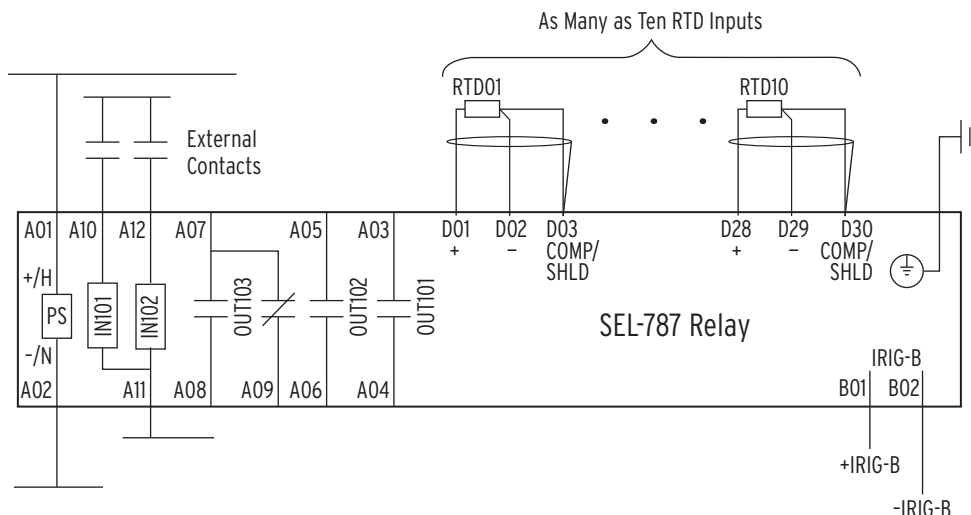 As Many as Ten RTD Inputs
RTD01
RTD10
External
Contacts
A01
A10
A12
A07
A05
A03
D01
D02
D03
D28
D29
D30
+
–
COMP/
SHLD
+
–
COMP/
SHLD
+/H
PS
–/N
IN101
IN102
OUT103
OUT102
OUT101
SEL-787 Relay
IRIG-B
A02
A11
A08
A09
A06
A04
B01
B02
+IRIG-B
–IRIG-B